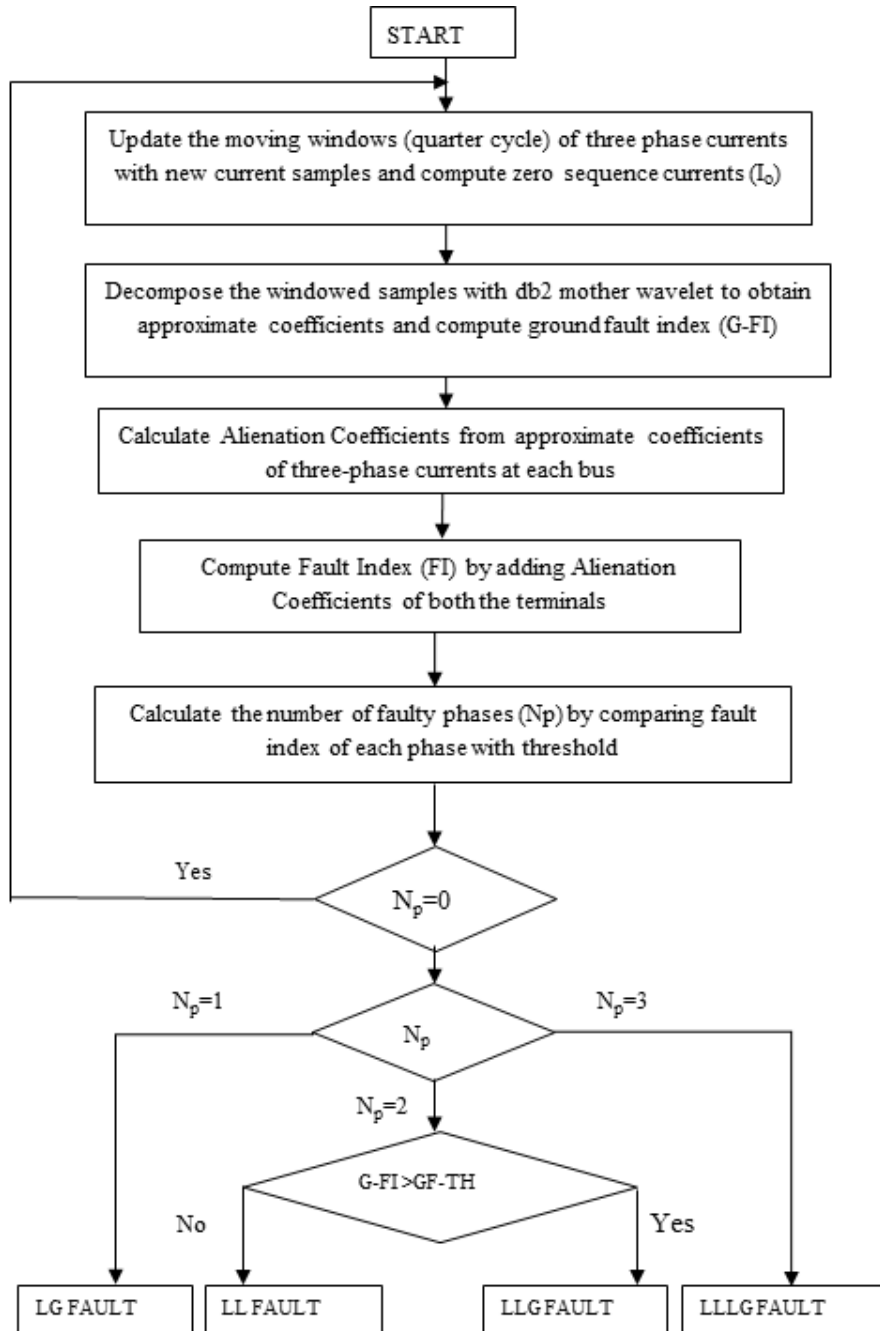 START
Update the moving windows (quarter cycle) of three phase currents
with new current samples and compute zero sequence currents (Io)
Decompose the windowed samples with db2 mother wavelet to obtain
approximate coefficients and compute ground fault index (G-FI)
Calculate Alienation Coefficients from approximate coefficients
of three-phase currents at each bus
Compute Fault Index (FI) by adding Alienation
Coefficients of both the terminals
Calculate the number of faulty phases (Np) by comparing fault
index of each phase with threshold
Yes
Np=0
Np=1
Np=3
Np
Np=2
G-FI>GF-TH
No
Yes
LG FAULT
LL FAULT
LLGFAULT
LLLGFAULT